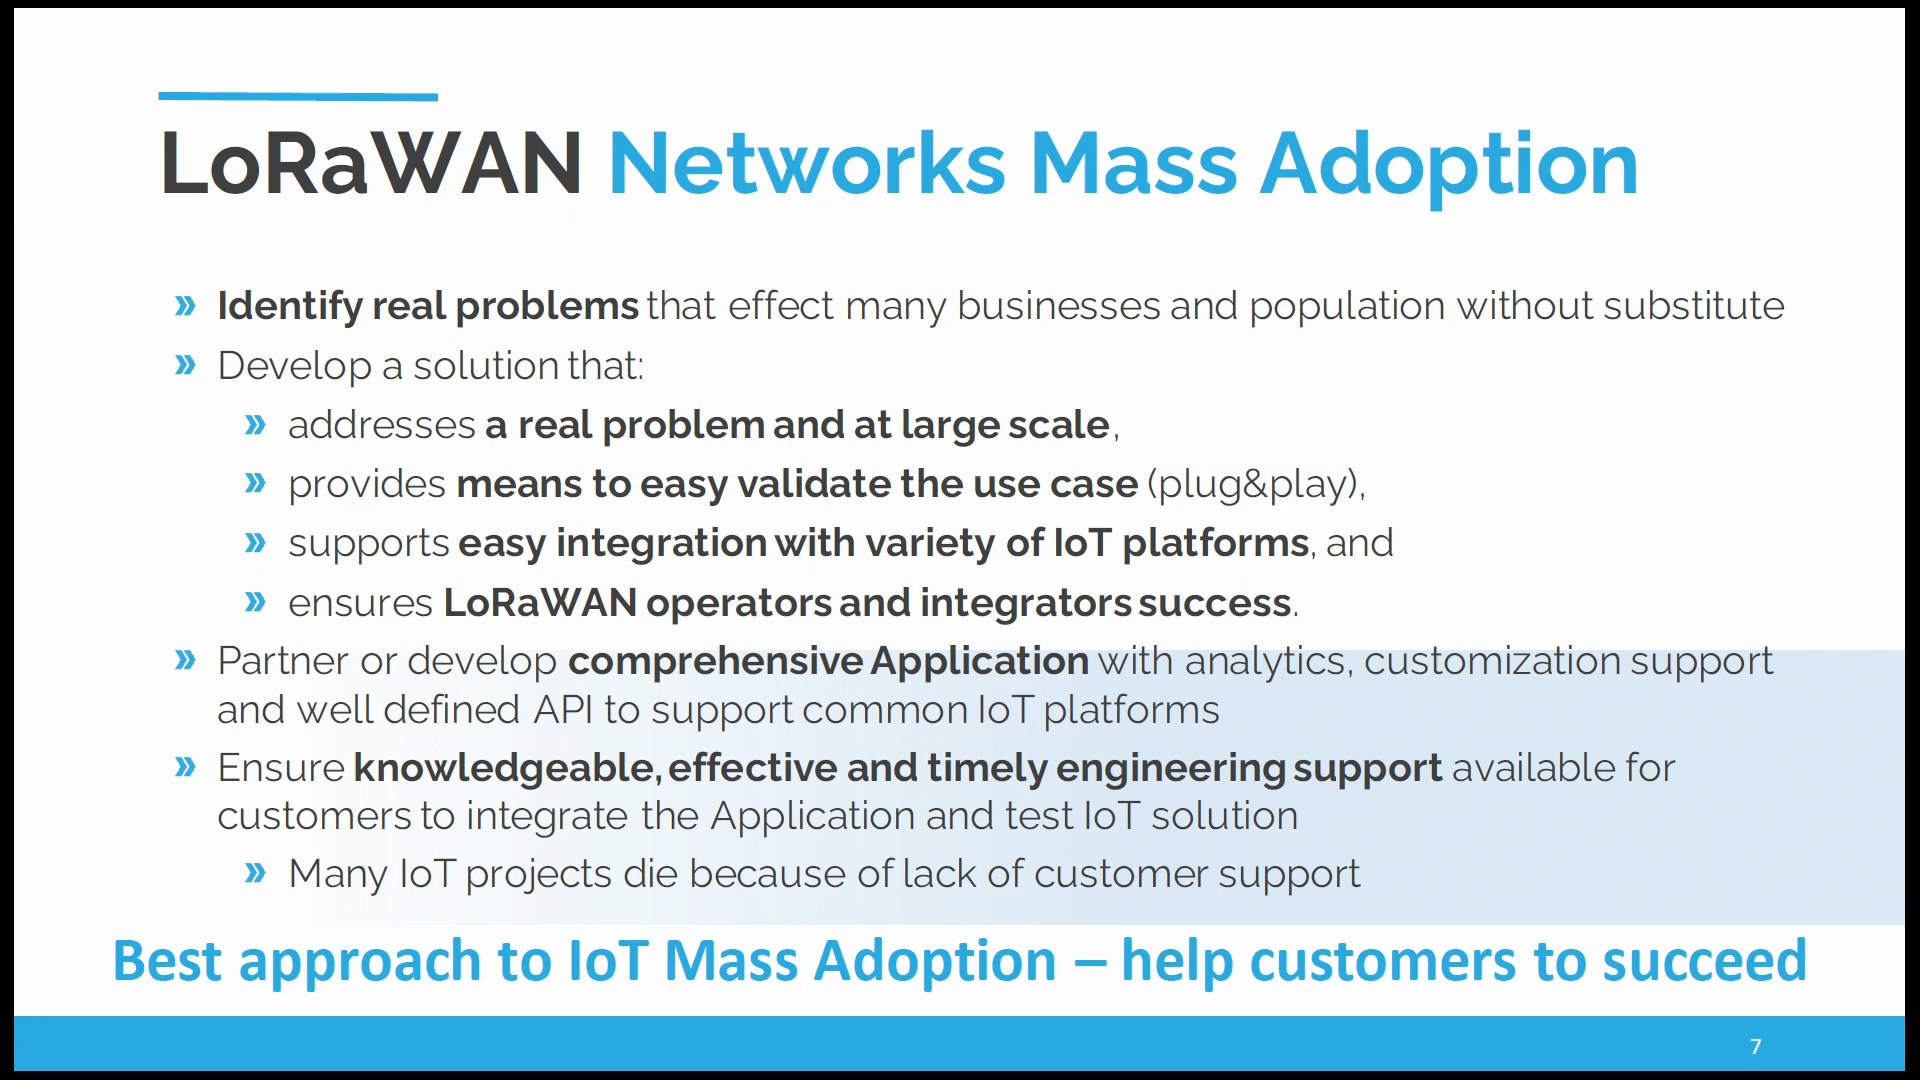 LoRaWAN Networks Mass Adoption
» Identify real problems that effect many businesses and population without substitute
» Develop a solution that:
» addresses a real problem and at large scale,
» provides means to easy validate the use case (plug&play),
» supports easy integration with variety of IoT platforms, and
» ensures LoRaWAN operators and integrators success.
» Partner or develop comprehensive Application with analytics, customization support
and well defined API to support common IoT platforms
» Ensure knowledgeable, effective and timely engineering support available for
customers to integrate the Application and test IoT solution
» Many IoT projects die because of lack of customer support
Best approach to IoT Mass Adoption – help customers to succeed
7